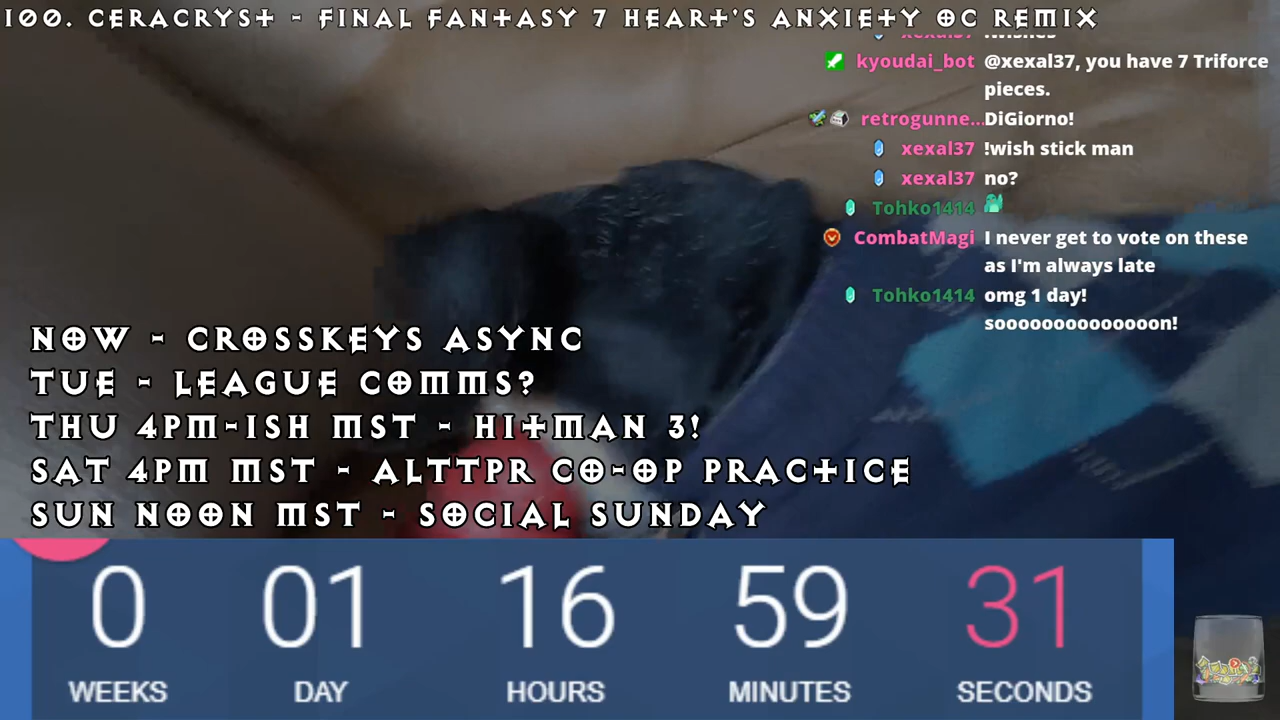 100. CERACRYST - FINAL FANTASY 7 HEART'S ANXIETY OC REMIX
xexal37 !wishes
kyoudai_bot @xexal37, you have 7 Triforce
pieces.
retrogunne... DiGiorno!
xexal37 !wish stick man
xexal37 no?
Tohko1414
CombatMagi I never get to vote on these
as I'm always late
Tohko1414 omg 1 day!
soooooooooooooon!
NOW - CROSSKEYS ASYNC
TUE - LEAGUE COMMS?
THU 4PM-ISH MST - HITMAN 3!
SAT 4PM MST - ALTTPR CO-OP PRACTICE
SUN NOON MST - SOCIAL SUNDAY
0 01 16 59 31
WEEKS DAY HOURS MINUTES SECONDS